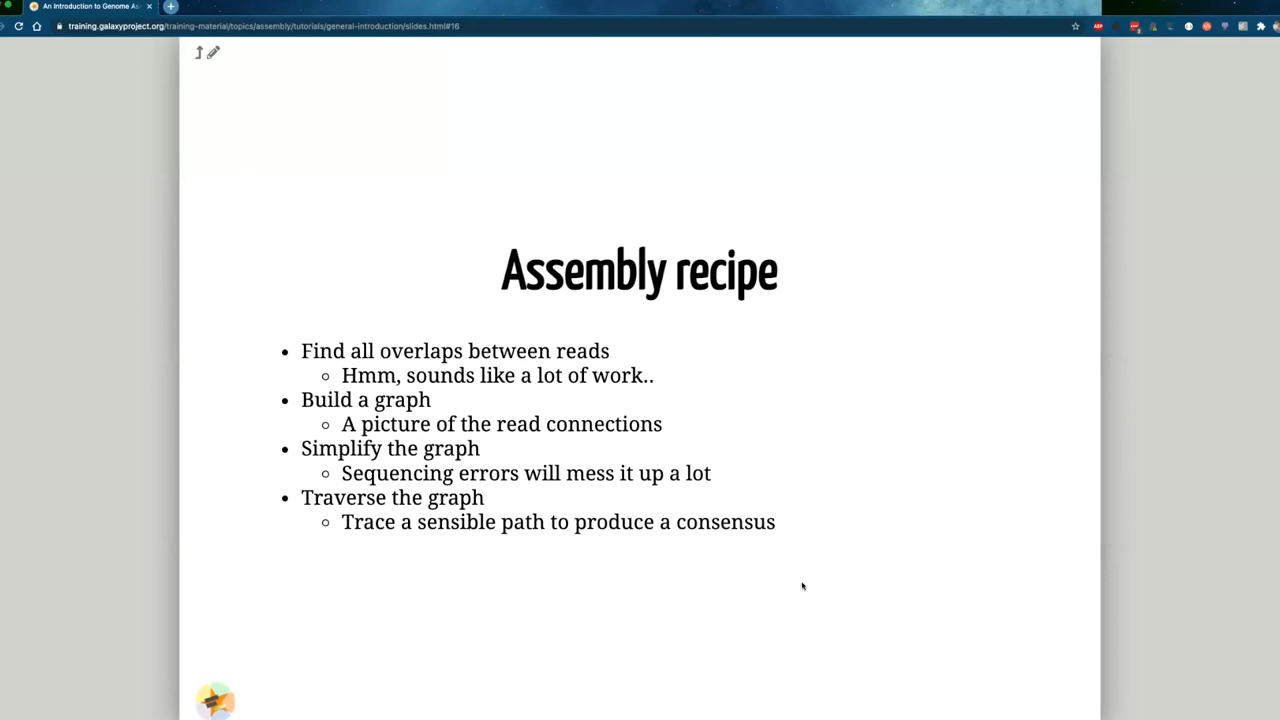 An Introduction to Genome As
training.galaxyproject.org/training-material/topics/assembly/tutorials/general-introduction/slides.html#16
Assembly recipe
Find all overlaps between reads
Hmm, sounds like a lot of work..
Build a graph
A picture of the read connections
Simplify the graph
Sequencing errors will mess it up a lot
Traverse the graph
Trace a sensible path to produce a consensus